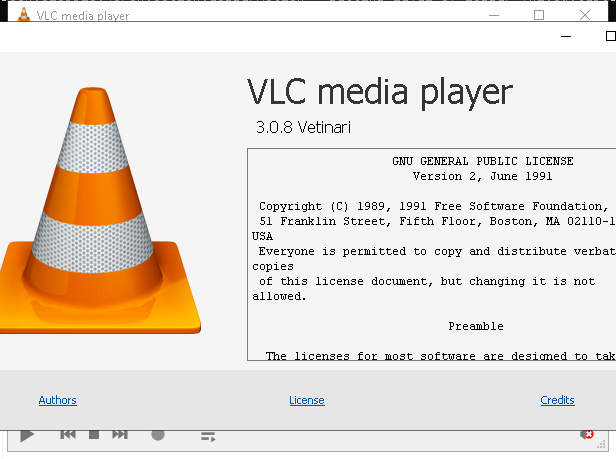 VLC media player
VLC media player
3.0.8 Vetinari
GNU GENERAL PUBLIC LICENSE
Version 2, June 1991
Copyright (C) 1989, 1991 Free Software Foundation,
51 Franklin Street, Fifth Floor, Boston, MA 02110-1
USA
Everyone is permitted to copy and distribute verbat
copies
of this license document, but changing it is not
allowed.
Preamble
The licenses for most software are designed to tak
Authors
License
Credits